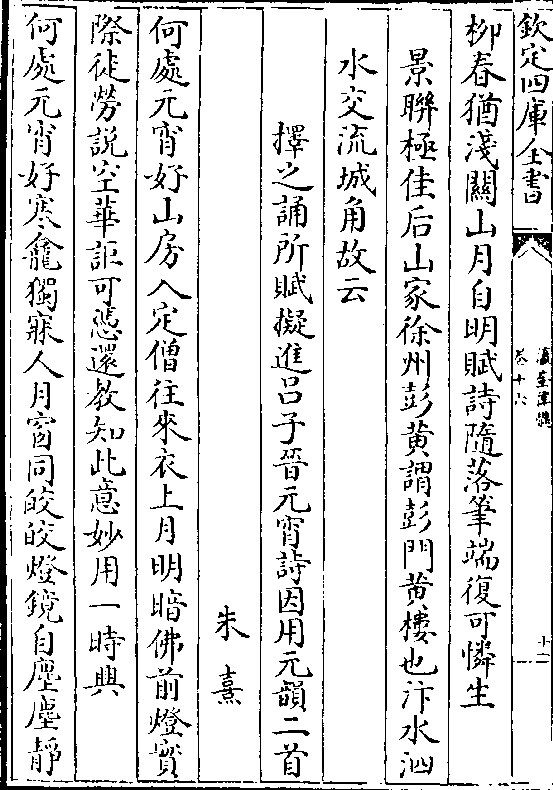 欽定四庫全書
瀛奎律髓
卷十六
十二
柳春猶淺關山月自明賦詩隨落筆端復可憐生
景聯極佳后山家徐州彭黄謂彭門黄樓也汴水泗
水交流城角故云
擇之誦所賦擬進吕子晉元宵詩因用元韻二首
朱熹
何處元宵好山房入定僧往來衣上月明暗佛前燈實
際徒勞説空華詎可憑還教知此意妙用一時興
何處元宵好寒龕獨寐人月窗同皎皎燈鏡自塵塵靜